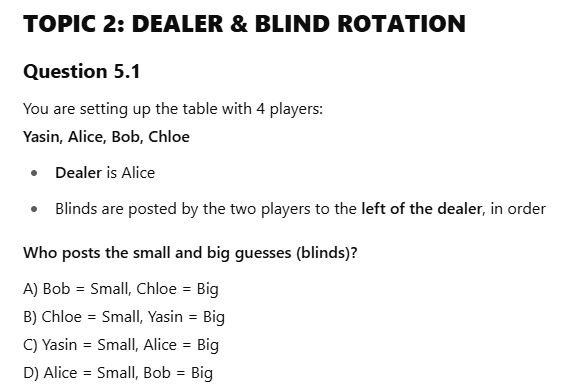 TOPIC 2: DEALER & BLIND ROTATION
Question 5.1
You are setting up the table with 4 players:
Yasin, Alice, Bob, Chloe
• Dealer is Alice
• Blinds are posted by the two players to the left of the dealer, in order
Who posts the small and big guesses (blinds)?
A) Bob = Small, Chloe = Big
B) Chloe = Small, Yasin = Big
C) Yasin = Small, Alice = Big
D) Alice = Small, Bob = Big